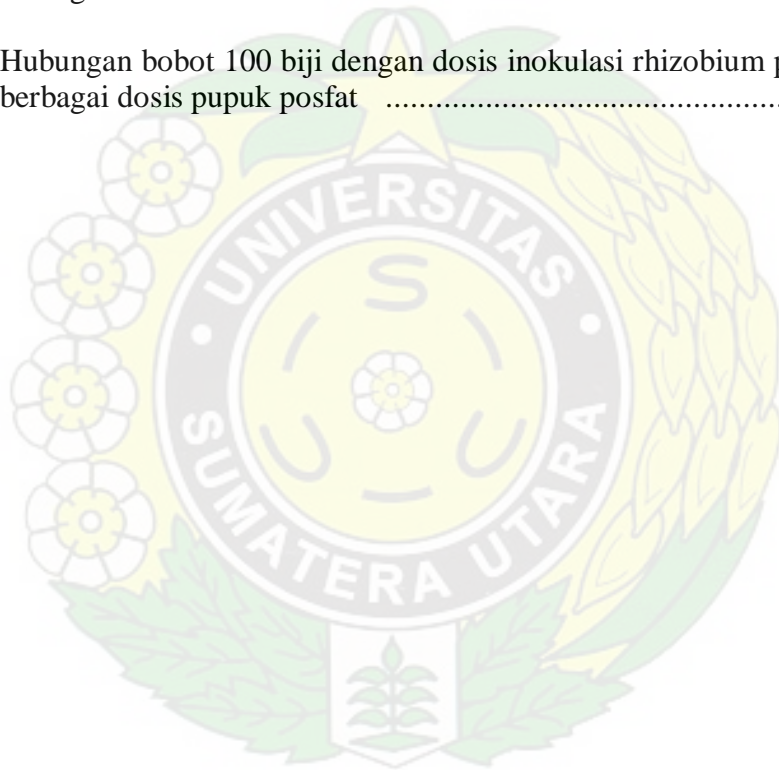 Hubungan bobot 100 biji dengan dosis inokulasi rhizobium
berbagai dosis pupuk posfat ................................................
UNIVERSITAS
S
U
SUMATERA UTARA